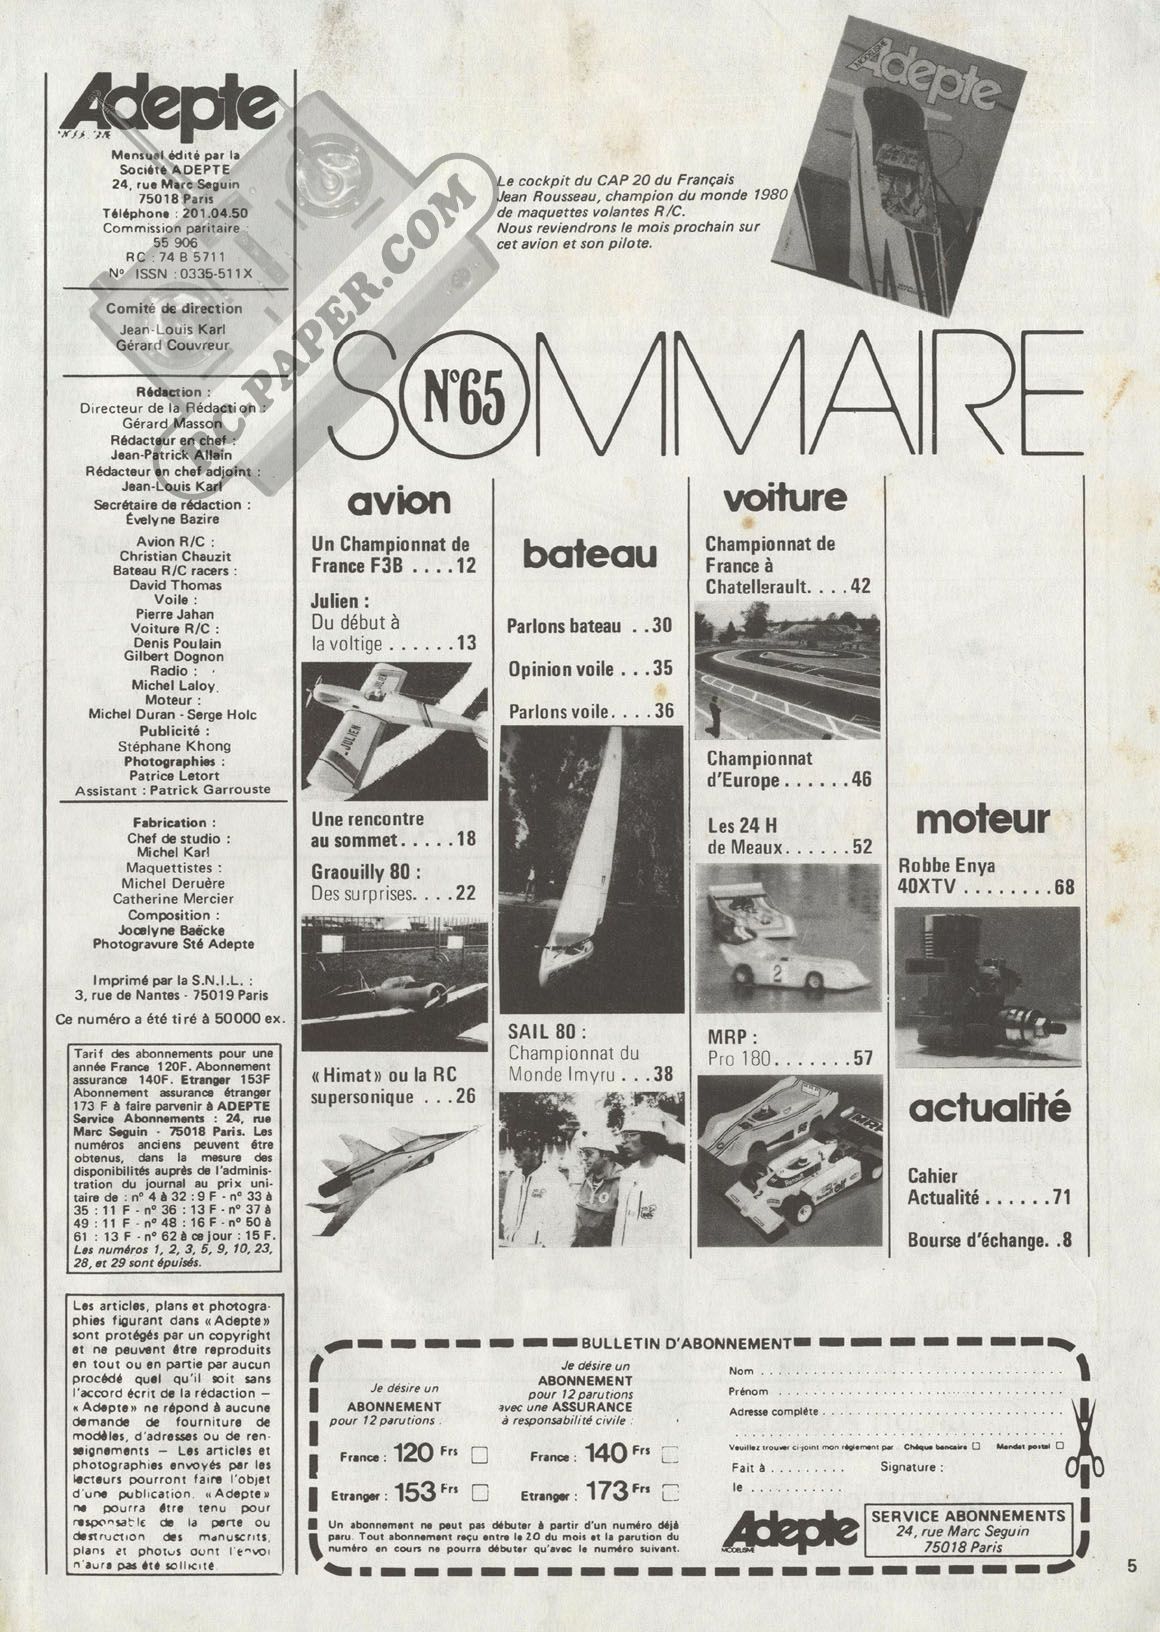 Adepte
Mensuel édité par la
Société ADEPTE
24, rue Marc Seguin
75018 Paris
Téléphone : 201.04.50
Commission paritaire :
55 906
RC : 74 B 5711
N° ISSN : 0335-511X
Comité de direction
Jean-Louis Karl
Gérard Couvreur
Rédaction :
Directeur de la Rédaction :
Gérard Masson
Rédacteur en chef :
Jean-Patrick Allain
Rédacteur en chef adjoint :
Jean-Louis Karl
Secrétaire de rédaction :
Évelyne Bazire
Avion R/C :
Christian Chauzit
Bateau R/C racers :
David Thomas
Voile :
Pierre Jahan
Voiture R/C :
Denis Poulain
Gilbert Dognon
Radio :
Michel Laloy
Moteur :
Michel Duran - Serge Holc
Publicité :
Stéphane Khong
Photographies :
Patrice Letort
Assistant : Patrick Garrouste
Fabrication :
Chef de studio :
Michel Karl
Maquettistes :
Michel Deruère
Catherine Mercier
Composition :
Jocelyne Baëcke
Photogravure Sté Adepte
Imprimé par la S.N.I.L. :
3, rue de Nantes - 75019 Paris
Ce numéro a été tiré à 50000 ex.
Tarif des abonnements pour une
année France 120F. Abonnement
assurance 140F. Etranger 153F
Abonnement assurance étranger
173 F à faire parvenir à ADEPTE
Service Abonnements : 24, rue
Marc Seguin - 75018 Paris. Les
numéros anciens peuvent être
obtenus, dans la mesure des
disponibilités auprès de l'adminis-
tration du journal au prix uni-
taire de : n° 4 à 32 : 9 F - n° 33 à
35 : 11 F - n° 36 : 13 F - n° 37 à
49 : 11 F - n° 48 : 16 F - n° 50 à
61 : 13 F - n° 62 à ce jour : 15 F.
Les numéros 1, 2, 3, 5, 9, 10, 23,
28, et 29 sont épuisés.
Les articles, plans et photogra-
phies figurant dans «Adepte»
sont protégés par un copyright
et ne peuvent être reproduits
en tout ou en partie par aucun
procédé quel qu'il soit sans
l'accord écrit de la rédaction —
«Adepte» ne répond à aucune
demande de fourniture de
modèles, d'adresses ou de ren-
seignements — Les articles et
photographies envoyés par les
lecteurs pourront faire l'objet
d'une publication. «Adepte»
ne pourra être tenu pour
responsable de la perte ou
destruction des manuscrits,
plans et photos dont l'envoi
n'aura pas été sollicité.
RC-PAPER.COM
MODELISME
Adepte
Le cockpit du CAP 20 du Français
Jean Rousseau, champion du monde 1980
de maquettes volantes R/C.
Nous reviendrons le mois prochain sur
cet avion et son pilote.
SOMMAIRE
N°65
avion
Un Championnat de
France F3B ....12
Julien :
Du début à
la voltige ......13
JULIEN
Une rencontre
au sommet.....18
Graouilly 80 :
Des surprises....22
«Himat» ou la RC
supersonique ...26
bateau
Parlons bateau ..30
Opinion voile ...35
Parlons voile....36
SAIL 80 :
Championnat du
Monde Imyru ...38
voiture
Championnat de
France à
Chatellerault.....42
Championnat
d'Europe ......46
Les 24 H
de Meaux......52
2
MRP :
Pro 180.......57
MRP
Renault
elf
2
moteur
Robbe Enya
40XTV ........68
actualité
Cahier
Actualité ......71
Bourse d'échange. .8
BULLETIN D'ABONNEMENT
Je désire un
ABONNEMENT
pour 12 parutions :
France : 120 Frs
Etranger : 153 Frs
Je désire un
ABONNEMENT
pour 12 parutions
avec une ASSURANCE
à responsabilité civile :
France : 140 Frs
Etranger : 173 Frs
Un abonnement ne peut pas débuter à partir d'un numéro déjà
paru. Tout abonnement reçu entre le 20 du mois et la parution du
numéro en cours ne pourra débuter qu'avec le numéro suivant.
Nom
Prénom
Adresse complète
Veuillez trouver ci-joint mon règlement par Chèque bancaire Mandat postal
Fait à Signature :
le
Adepte
MODELISME
SERVICE ABONNEMENTS
24, rue Marc Seguin
75018 Paris
5